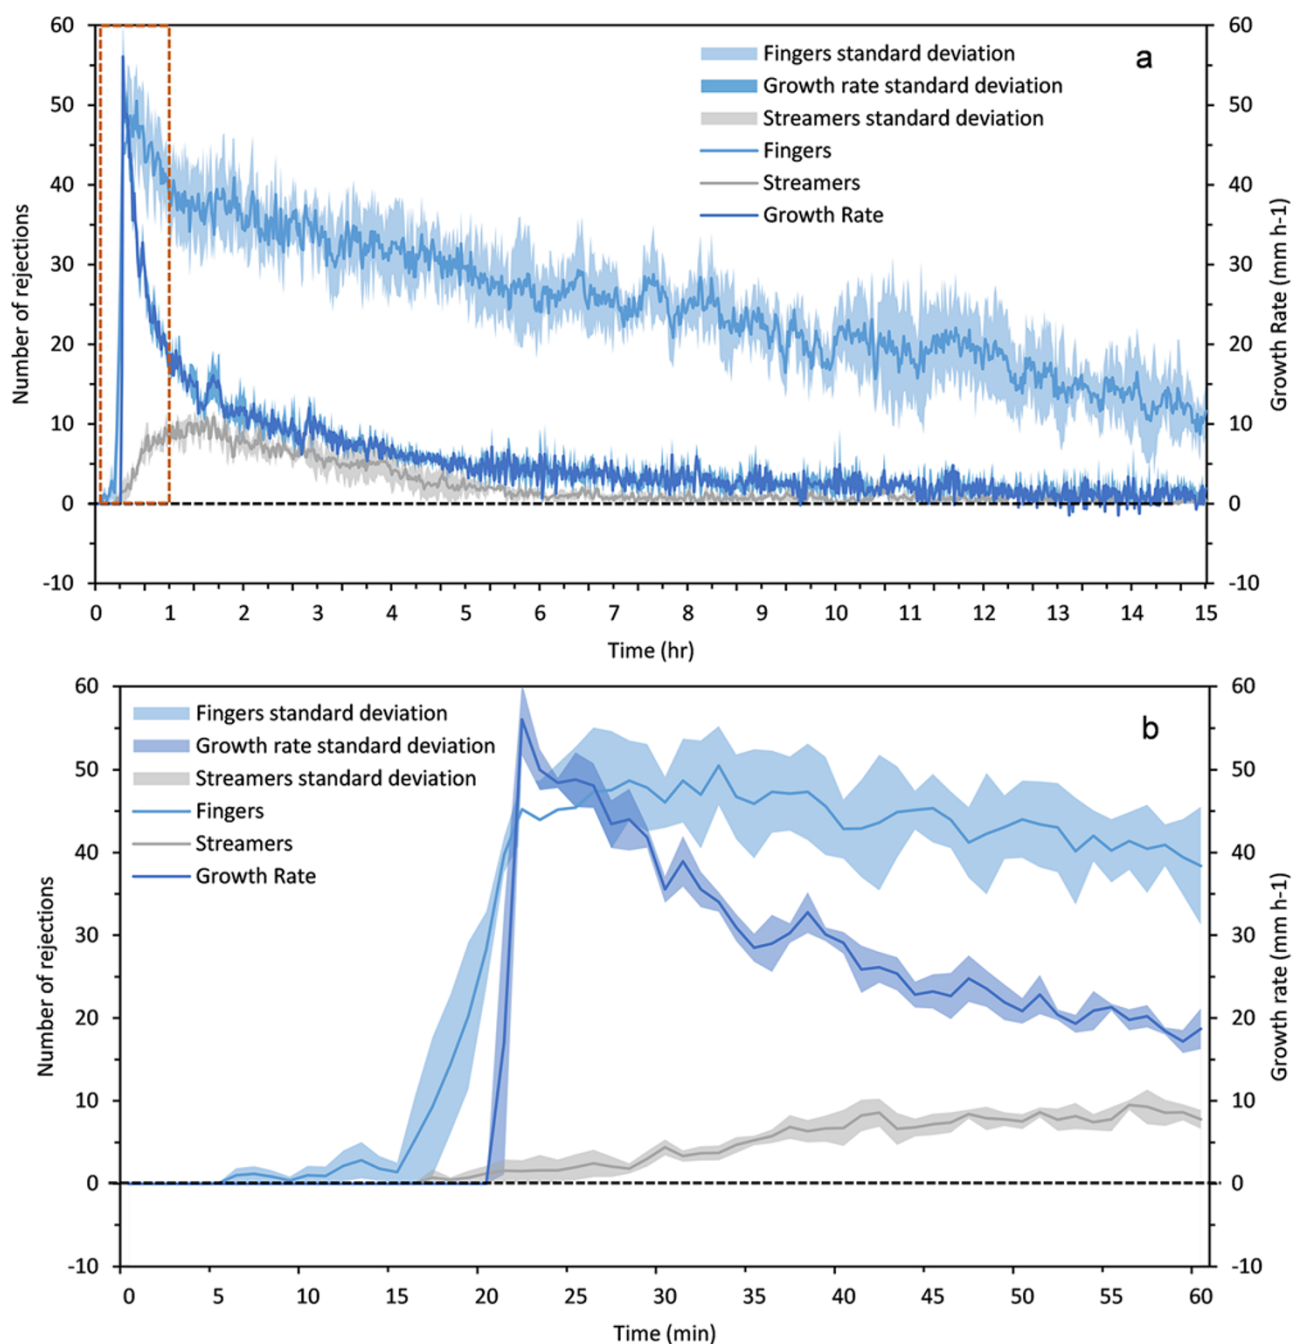 60
50
40
30
20
10
0
-10
Number of rejections
a
Fingers standard deviation
Growth rate standard deviation
Streamers standard deviation
Fingers
Streamers
Growth Rate
60
50
40
30
20
10
0
-10
Growth Rate (mm h-1)
0 1 2 3 4 5 6 7 8 9 10 11 12 13 14 15
Time (hr)
60
50
40
30
20
10
0
-10
Number of rejections
b
Fingers standard deviation
Growth rate standard deviation
Streamers standard deviation
Fingers
Streamers
Growth Rate
60
50
40
30
20
10
0
-10
Growth rate (mm h-1)
0 5 10 15 20 25 30 35 40 45 50 55 60
Time (min)